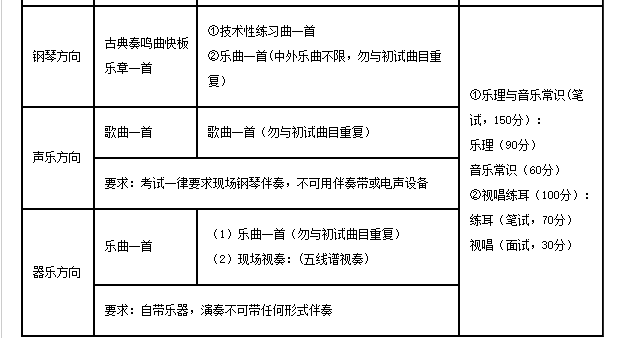 钢琴方向
古典奏鸣曲快板
乐章一首
①技术性练习曲一首
②乐曲一首(中外乐曲不限，勿与初试曲目重
复)
声乐方向
歌曲一首
歌曲一首（勿与初试曲目重复）
要求：考试一律要求现场钢琴伴奏，不可用伴奏带或电声设备
器乐方向
乐曲一首
（1）乐曲一首（勿与初试曲目重复）
（2）现场视奏：（五线谱视奏）
要求：自带乐器，演奏不可带任何形式伴奏
①乐理与音乐常识(笔
试，150分）：
乐理（90分）
音乐常识（60分）
②视唱练耳（100分）：
练耳（笔试，70分）
视唱（面试，30分）